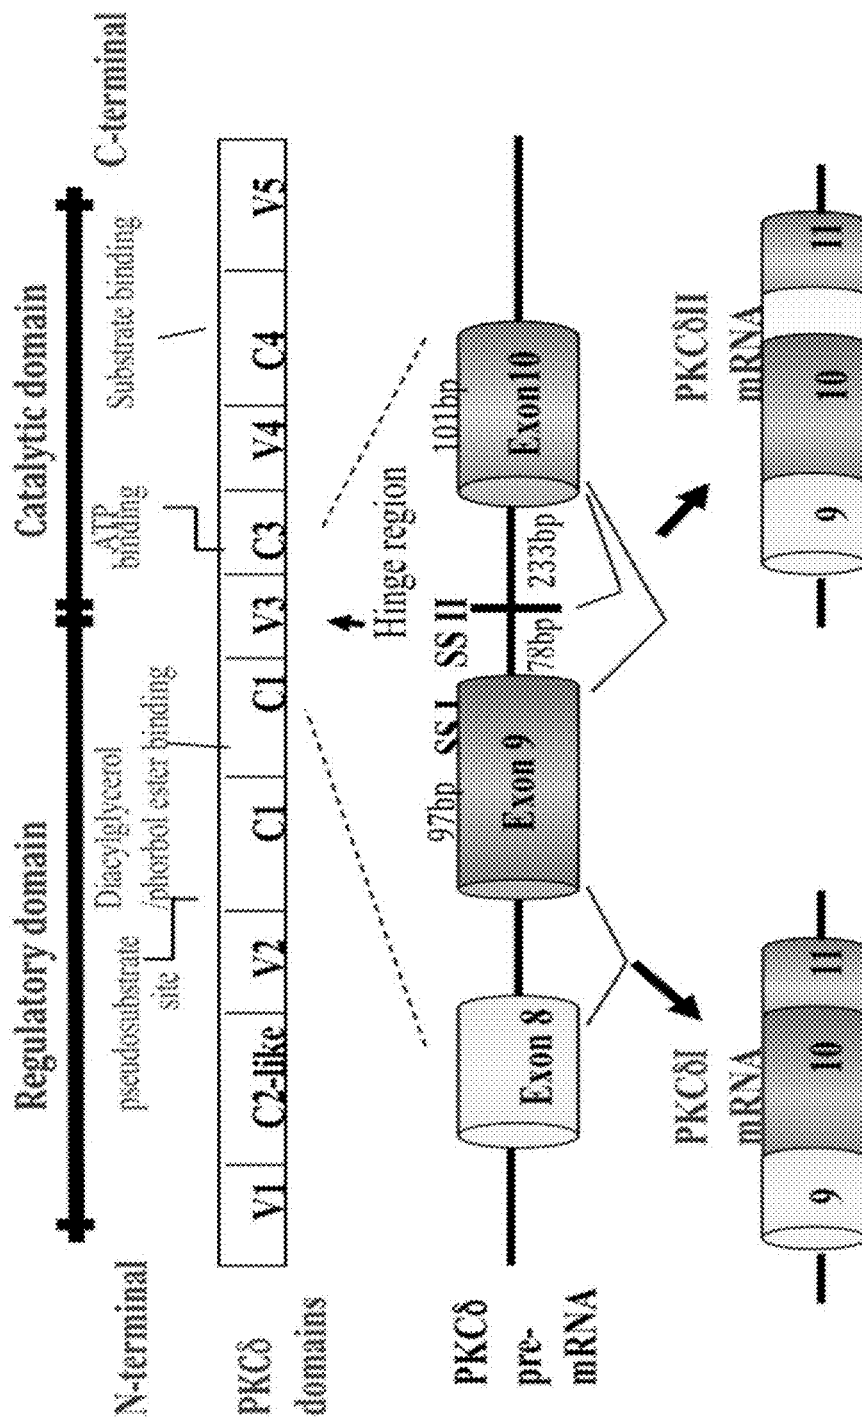 Regulatory domain
Catalytic domain
N-terminal
pseudosubstrate
site
Diacylglycerol
/phorbol ester binding
ATP
binding
Substrate binding
C-terminal
PKCδ
domains
V1
C2-like
V2
C1
C1
V3
C3
V4
C4
V5
Hinge region
PKCδ
pre-
mRNA
Exon 8
97bp
SS I
Exon 9
SS II
78bp
233bp
101bp
Exon10
PKCδI
mRNA
9
10
11
PKCδII
mRNA
9
10
11